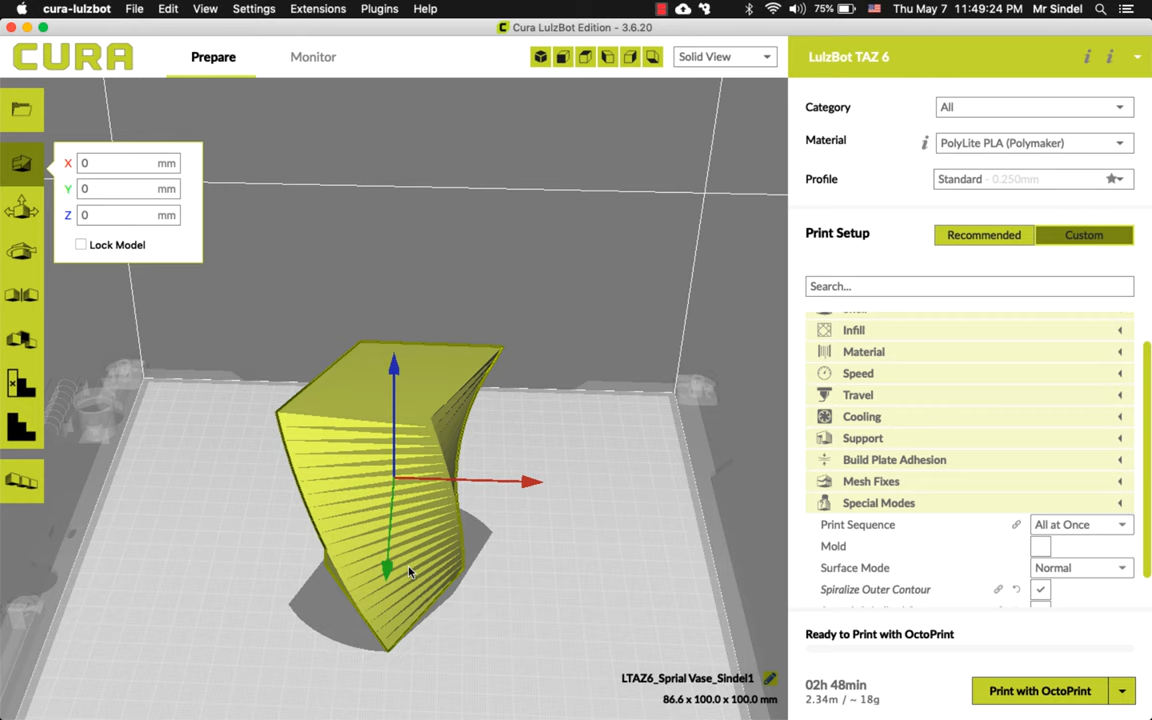 cura-lulzbot File Edit View Settings Extensions Plugins Help 75% Thu May 7 11:49:24 PM Mr Sindel
Cura LulzBot Edition - 3.6.20
CURA Prepare Monitor Solid View LulzBot TAZ 6
Category All
Material PolyLite PLA (Polymaker)
Profile Standard - 0.250mm
X 0 mm
Y 0 mm
Z 0 mm
Lock Model
Print Setup Recommended Custom
Search...
Infill
Material
Speed
Travel
Cooling
Support
Build Plate Adhesion
Mesh Fixes
Special Modes
Print Sequence All at Once
Mold
Surface Mode Normal
Spiralize Outer Contour
Ready to Print with OctoPrint
LTAZ6_Sprial Vase_Sindel1
86.6 x 100.0 x 100.0 mm
02h 48min
2.34m / ~ 18g
Print with OctoPrint